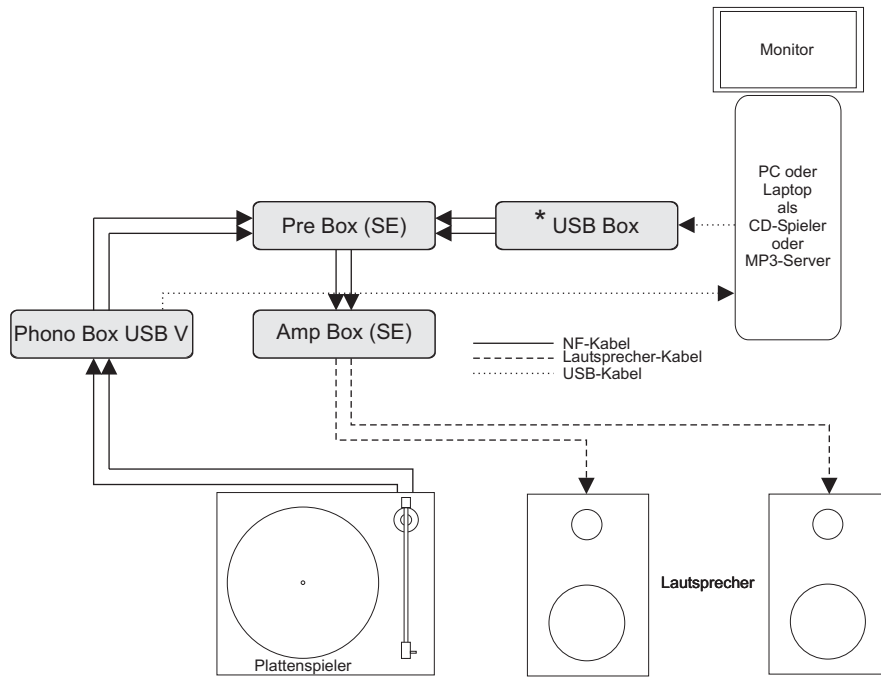 Monitor
PC oder
Laptop
als
CD-Spieler
oder
MP3-Server
Pre Box (SE)
* USB Box
Phono Box USB V
Amp Box (SE)
NF-Kabel
Lautsprecher-Kabel
USB-Kabel
Lautsprecher
Plattenspieler